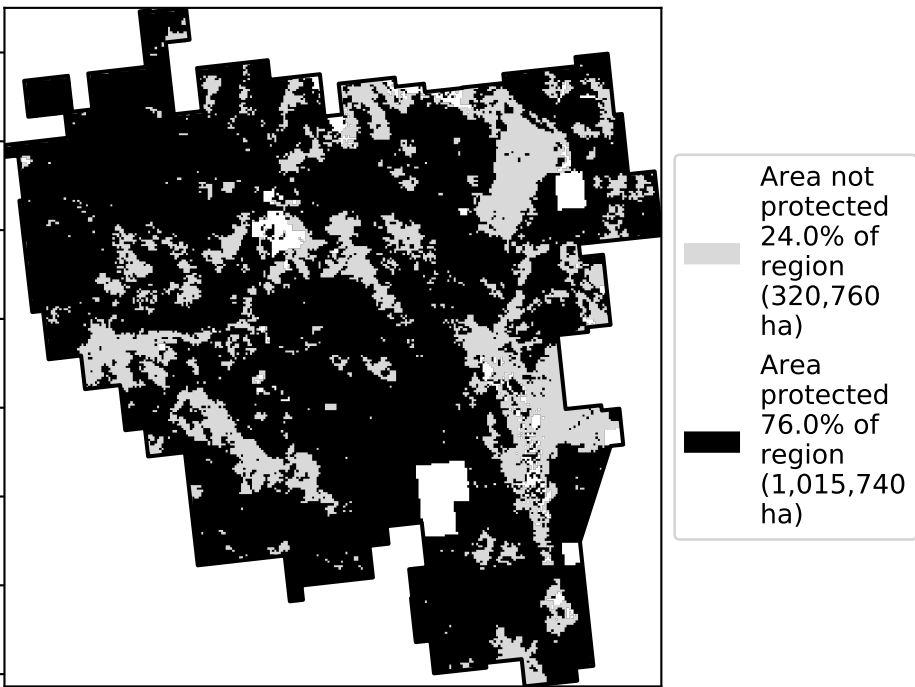 Area not
protected
24.0% of
region
(320,760
ha)
Area
protected
76.0% of
region
(1,015,740
ha)